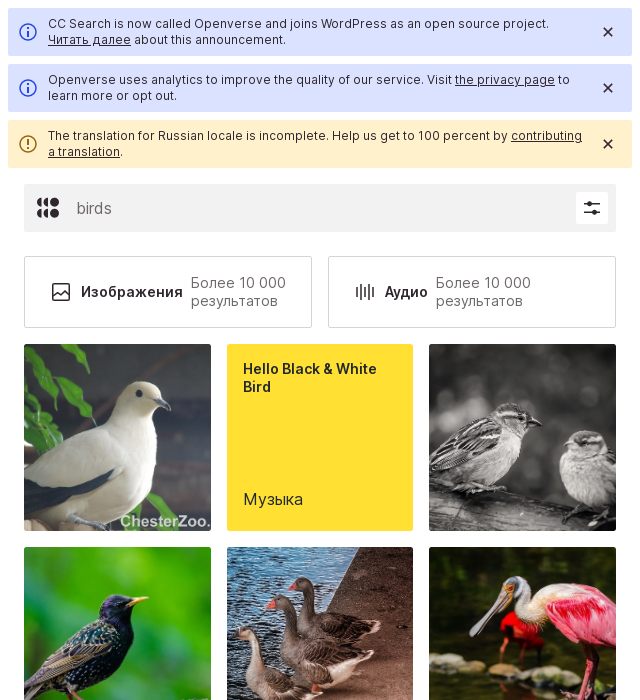 CC Search is now called Openverse and joins WordPress as an open source project.
Читать далее about this announcement.
Openverse uses analytics to improve the quality of our service. Visit the privacy page to
learn more or opt out.
The translation for Russian locale is incomplete. Help us get to 100 percent by contributing
a translation.
birds
Изображения
Более 10 000
результатов
Аудио
Более 10 000
результатов
Hello Black & White
Bird
Музыка
ChesterZoo.